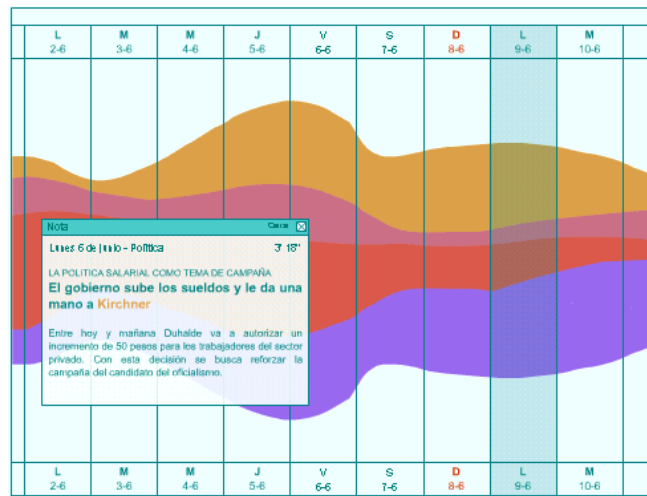 L M M J V S D L M
2-6 3-6 4-6 5-6 6-6 7-6 8-6 9-6 10-6
Nota Cerrar
Lunes 6 de junio - Política 3' 18"
LA POLITICA SALARIAL COMO TEMA DE CAMPAÑA
El gobierno sube los sueldos y le da una
mano a Kirchner
Entre hoy y mañana Duhalde va a autorizar un
incremento de 50 pesos para los trabajadores del sector
privado. Con esta decisión se busca reforzar la
campaña del candidato del oficialismo.
L M M J V S D L M
2-6 3-6 4-6 5-6 6-6 7-6 8-6 9-6 10-6